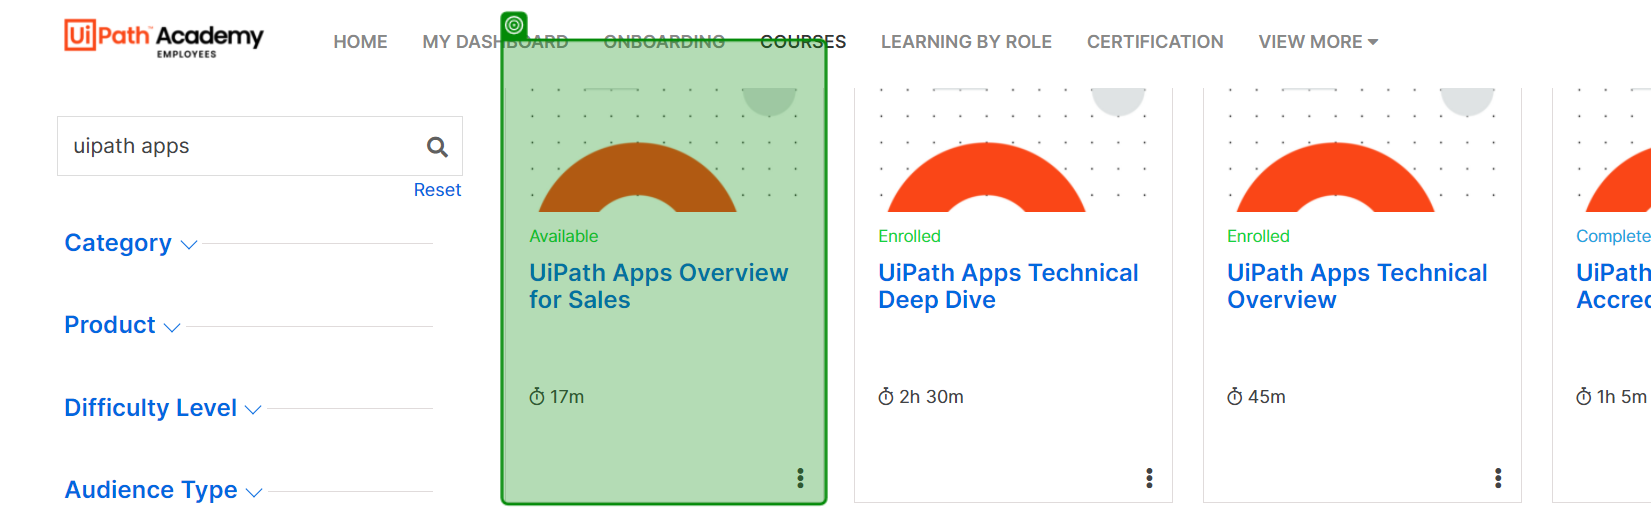 UiPath Academy
EMPLOYEES
HOME MY DASHBOARD ONBOARDING COURSES LEARNING BY ROLE CERTIFICATION VIEW MORE
uipath apps
Reset
Category
Product
Difficulty Level
Audience Type
Available
UiPath Apps Overview
for Sales
17m
Enrolled
UiPath Apps Technical
Deep Dive
2h 30m
Enrolled
UiPath Apps Technical
Overview
45m
Complete
UiPath
Accred
1h 5m